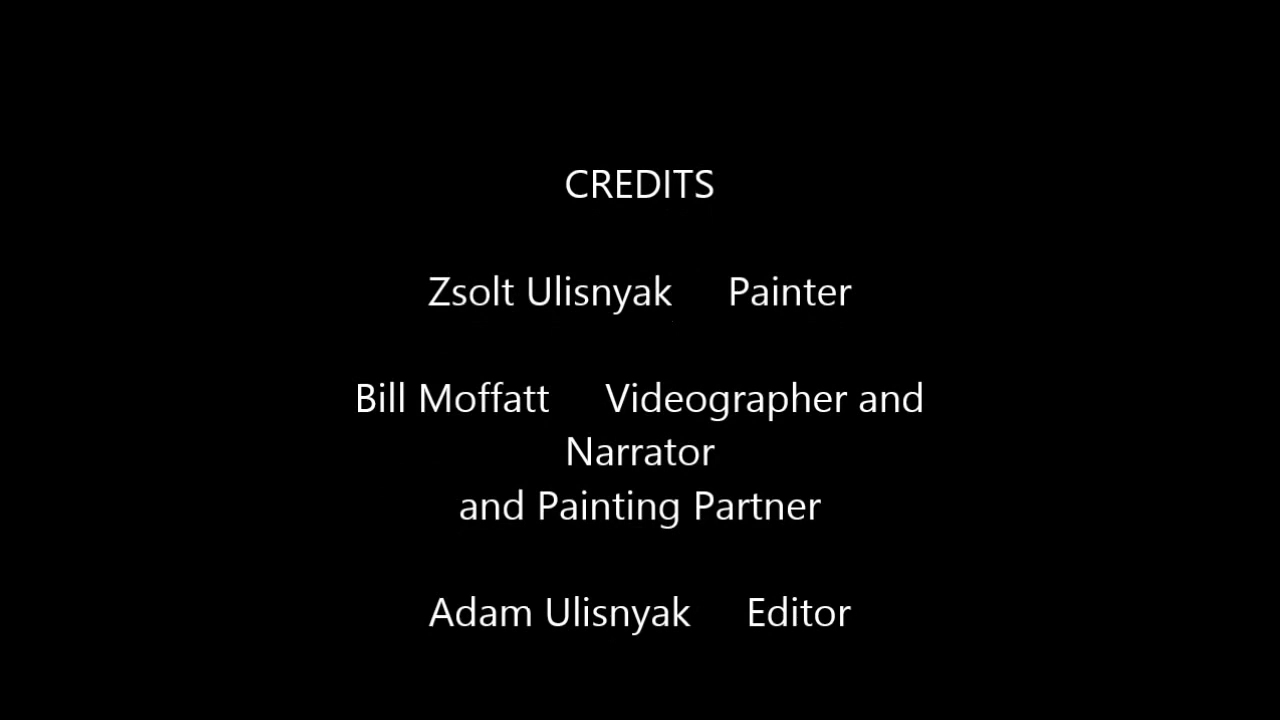 CREDITS
Zsolt Ulisnyak Painter
Bill Moffatt Videographer and
Narrator
and Painting Partner
Adam Ulisnyak Editor